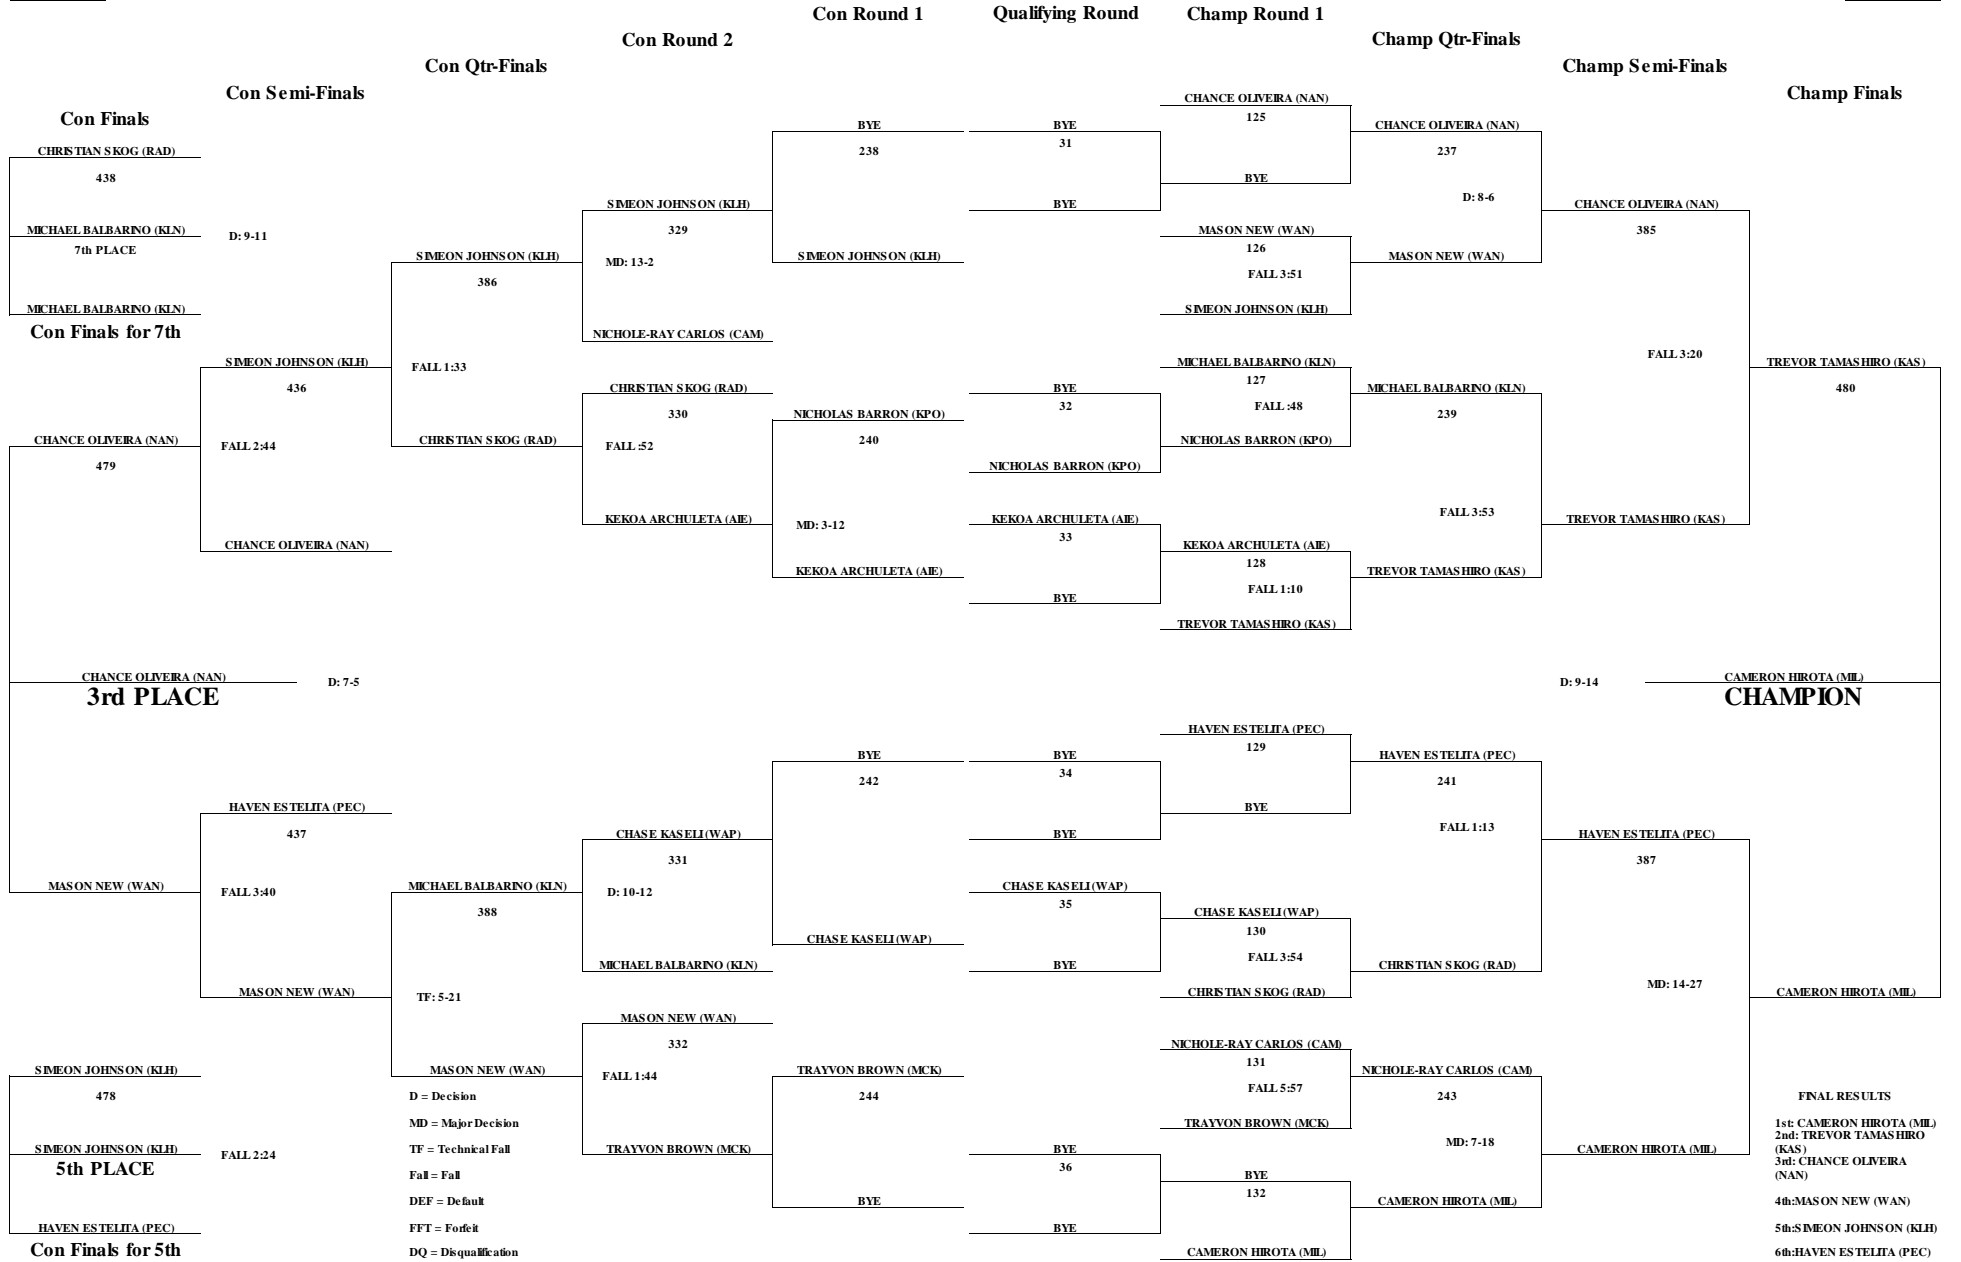 Con Round 1
Qualifying Round
Champ Round 1
Con Round 2
Champ Qtr-Finals
Con Qtr-Finals
Champ Semi-Finals
Con Semi-Finals
Champ Finals
Con Finals
CHRISTIAN SKOG (RAD)
438
MICHAEL BALBARINO (KLN)
7th PLACE
D: 9-11
MICHAEL BALBARINO (KLN)
Con Finals for 7th
CHANCE OLIVEIRA (NAN)
479
CHANCE OLIVEIRA (NAN)
3rd PLACE
D: 7-5
MASON NEW (WAN)
SIMEON JOHNSON (KLH)
478
SIMEON JOHNSON (KLH)
5th PLACE
FALL 2:24
HAVEN ESTELITA (PEC)
Con Finals for 5th
SIMEON JOHNSON (KLH)
436
FALL 2:44
CHANCE OLIVEIRA (NAN)
HAVEN ESTELITA (PEC)
437
FALL 3:40
MASON NEW (WAN)
SIMEON JOHNSON (KLH)
386
FALL 1:33
CHRISTIAN SKOG (RAD)
MICHAEL BALBARINO (KLN)
388
TF: 5-21
MASON NEW (WAN)
D = Decision
MD = Major Decision
TF = Technical Fall
Fall = Fall
DEF = Default
FFT = Forfeit
DQ = Disqualification
SIMEON JOHNSON (KLH)
329
MD: 13-2
NICHOLE-RAY CARLOS (CAM)
CHRISTIAN SKOG (RAD)
330
FALL :52
KEKOA ARCHULETA (AIE)
CHASE KASELI (WAP)
331
D: 10-12
MICHAEL BALBARINO (KLN)
MASON NEW (WAN)
332
FALL 1:44
TRAYVON BROWN (MCK)
BYE
238
SIMEON JOHNSON (KLH)
NICHOLAS BARRON (KPO)
240
MD: 3-12
KEKOA ARCHULETA (AIE)
BYE
242
CHASE KASELI (WAP)
TRAYVON BROWN (MCK)
244
BYE
BYE
31
BYE
BYE
32
NICHOLAS BARRON (KPO)
KEKOA ARCHULETA (AIE)
33
BYE
BYE
34
BYE
CHASE KASELI (WAP)
35
BYE
BYE
36
BYE
CHANCE OLIVEIRA (NAN)
125
BYE
MASON NEW (WAN)
126
FALL 3:51
SIMEON JOHNSON (KLH)
MICHAEL BALBARINO (KLN)
127
FALL :48
NICHOLAS BARRON (KPO)
KEKOA ARCHULETA (AIE)
128
FALL 1:10
TREVOR TAMASHIRO (KAS)
HAVEN ESTELITA (PEC)
129
BYE
CHASE KASELI (WAP)
130
FALL 3:54
CHRISTIAN SKOG (RAD)
NICHOLE-RAY CARLOS (CAM)
131
FALL 5:57
TRAYVON BROWN (MCK)
BYE
132
CAMERON HIROTA (MIL)
CHANCE OLIVEIRA (NAN)
237
D: 8-6
MASON NEW (WAN)
MICHAEL BALBARINO (KLN)
239
FALL 3:53
TREVOR TAMASHIRO (KAS)
HAVEN ESTELITA (PEC)
241
FALL 1:13
CHRISTIAN SKOG (RAD)
NICHOLE-RAY CARLOS (CAM)
243
MD: 7-18
CAMERON HIROTA (MIL)
CHANCE OLIVEIRA (NAN)
385
FALL 3:20
TREVOR TAMASHIRO (KAS)
HAVEN ESTELITA (PEC)
387
MD: 14-27
CAMERON HIROTA (MIL)
TREVOR TAMASHIRO (KAS)
480
D: 9-14
CAMERON HIROTA (MIL)
CHAMPION
CAMERON HIROTA (MIL)
FINAL RESULTS
1st: CAMERON HIROTA (MIL)
2nd: TREVOR TAMASHIRO
(KAS)
3rd: CHANCE OLIVEIRA
(NAN)
4th:MASON NEW (WAN)
5th:SIMEON JOHNSON (KLH)
6th:HAVEN ESTELITA (PEC)